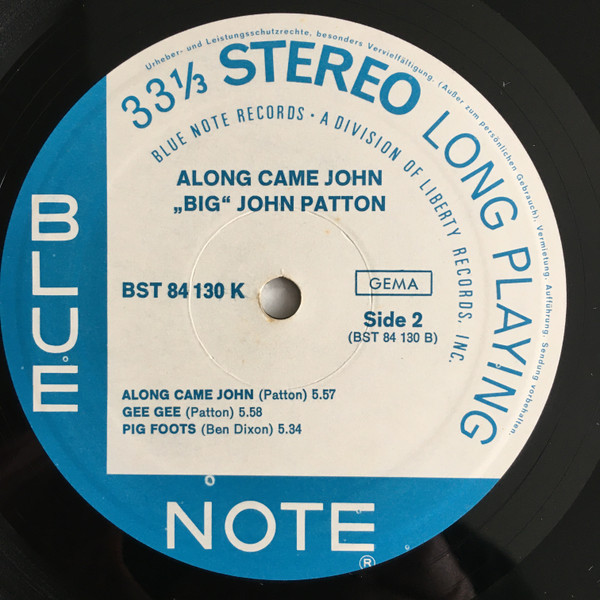 Urheber- und Leistungsschutzrechte, besonders Vervielfältigung, (Außer zum persönlichen Gebrauch), Vermietung, Aufführung, Sendung vorbehalten.
33⅓ STEREO LONG PLAYING
BLUE NOTE RECORDS · A DIVISION OF LIBERTY RECORDS, INC.
ALONG CAME JOHN
„BIG“ JOHN PATTON
BLUE
BST 84 130 K
GEMA
Side 2
(BST 84 130 B)
ALONG CAME JOHN (Patton) 5.57
GEE GEE (Patton) 5.58
PIG FOOTS (Ben Dixon) 5.34
NOTE
®